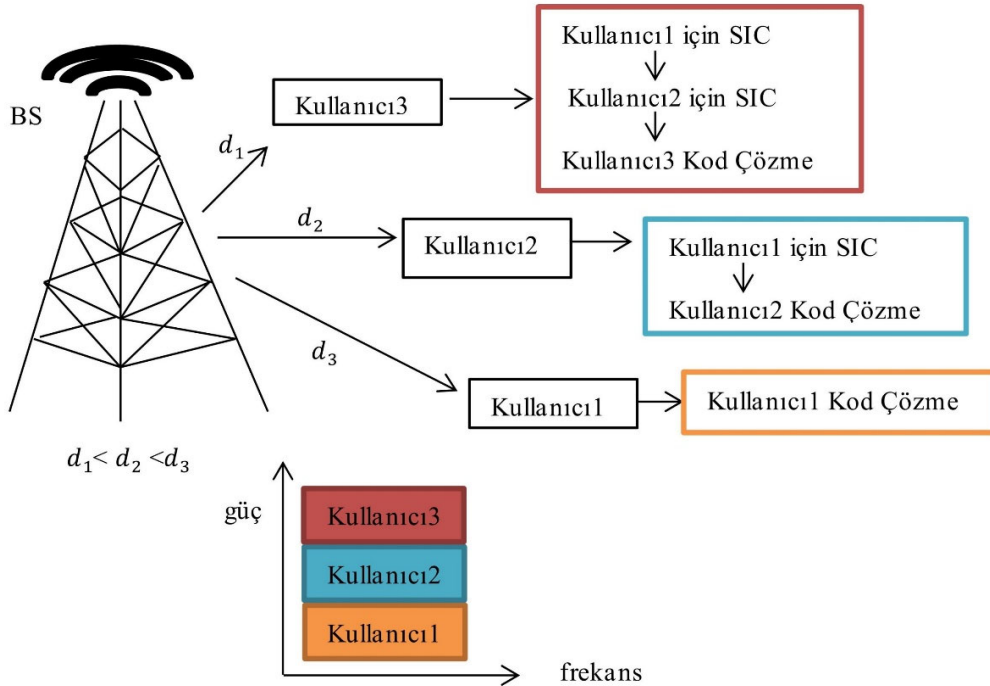 BS
Kullanıcı3
Kullanıcı1 için SIC
Kullanıcı2 için SIC
Kullanıcı3 Kod Çözme
d₁
d₂
Kullanıcı2
Kullanıcı1 için SIC
Kullanıcı2 Kod Çözme
d₃
Kullanıcı1
Kullanıcı1 Kod Çözme
d₁< d₂ <d₃
güç
Kullanıcı3
Kullanıcı2
Kullanıcı1
frekans